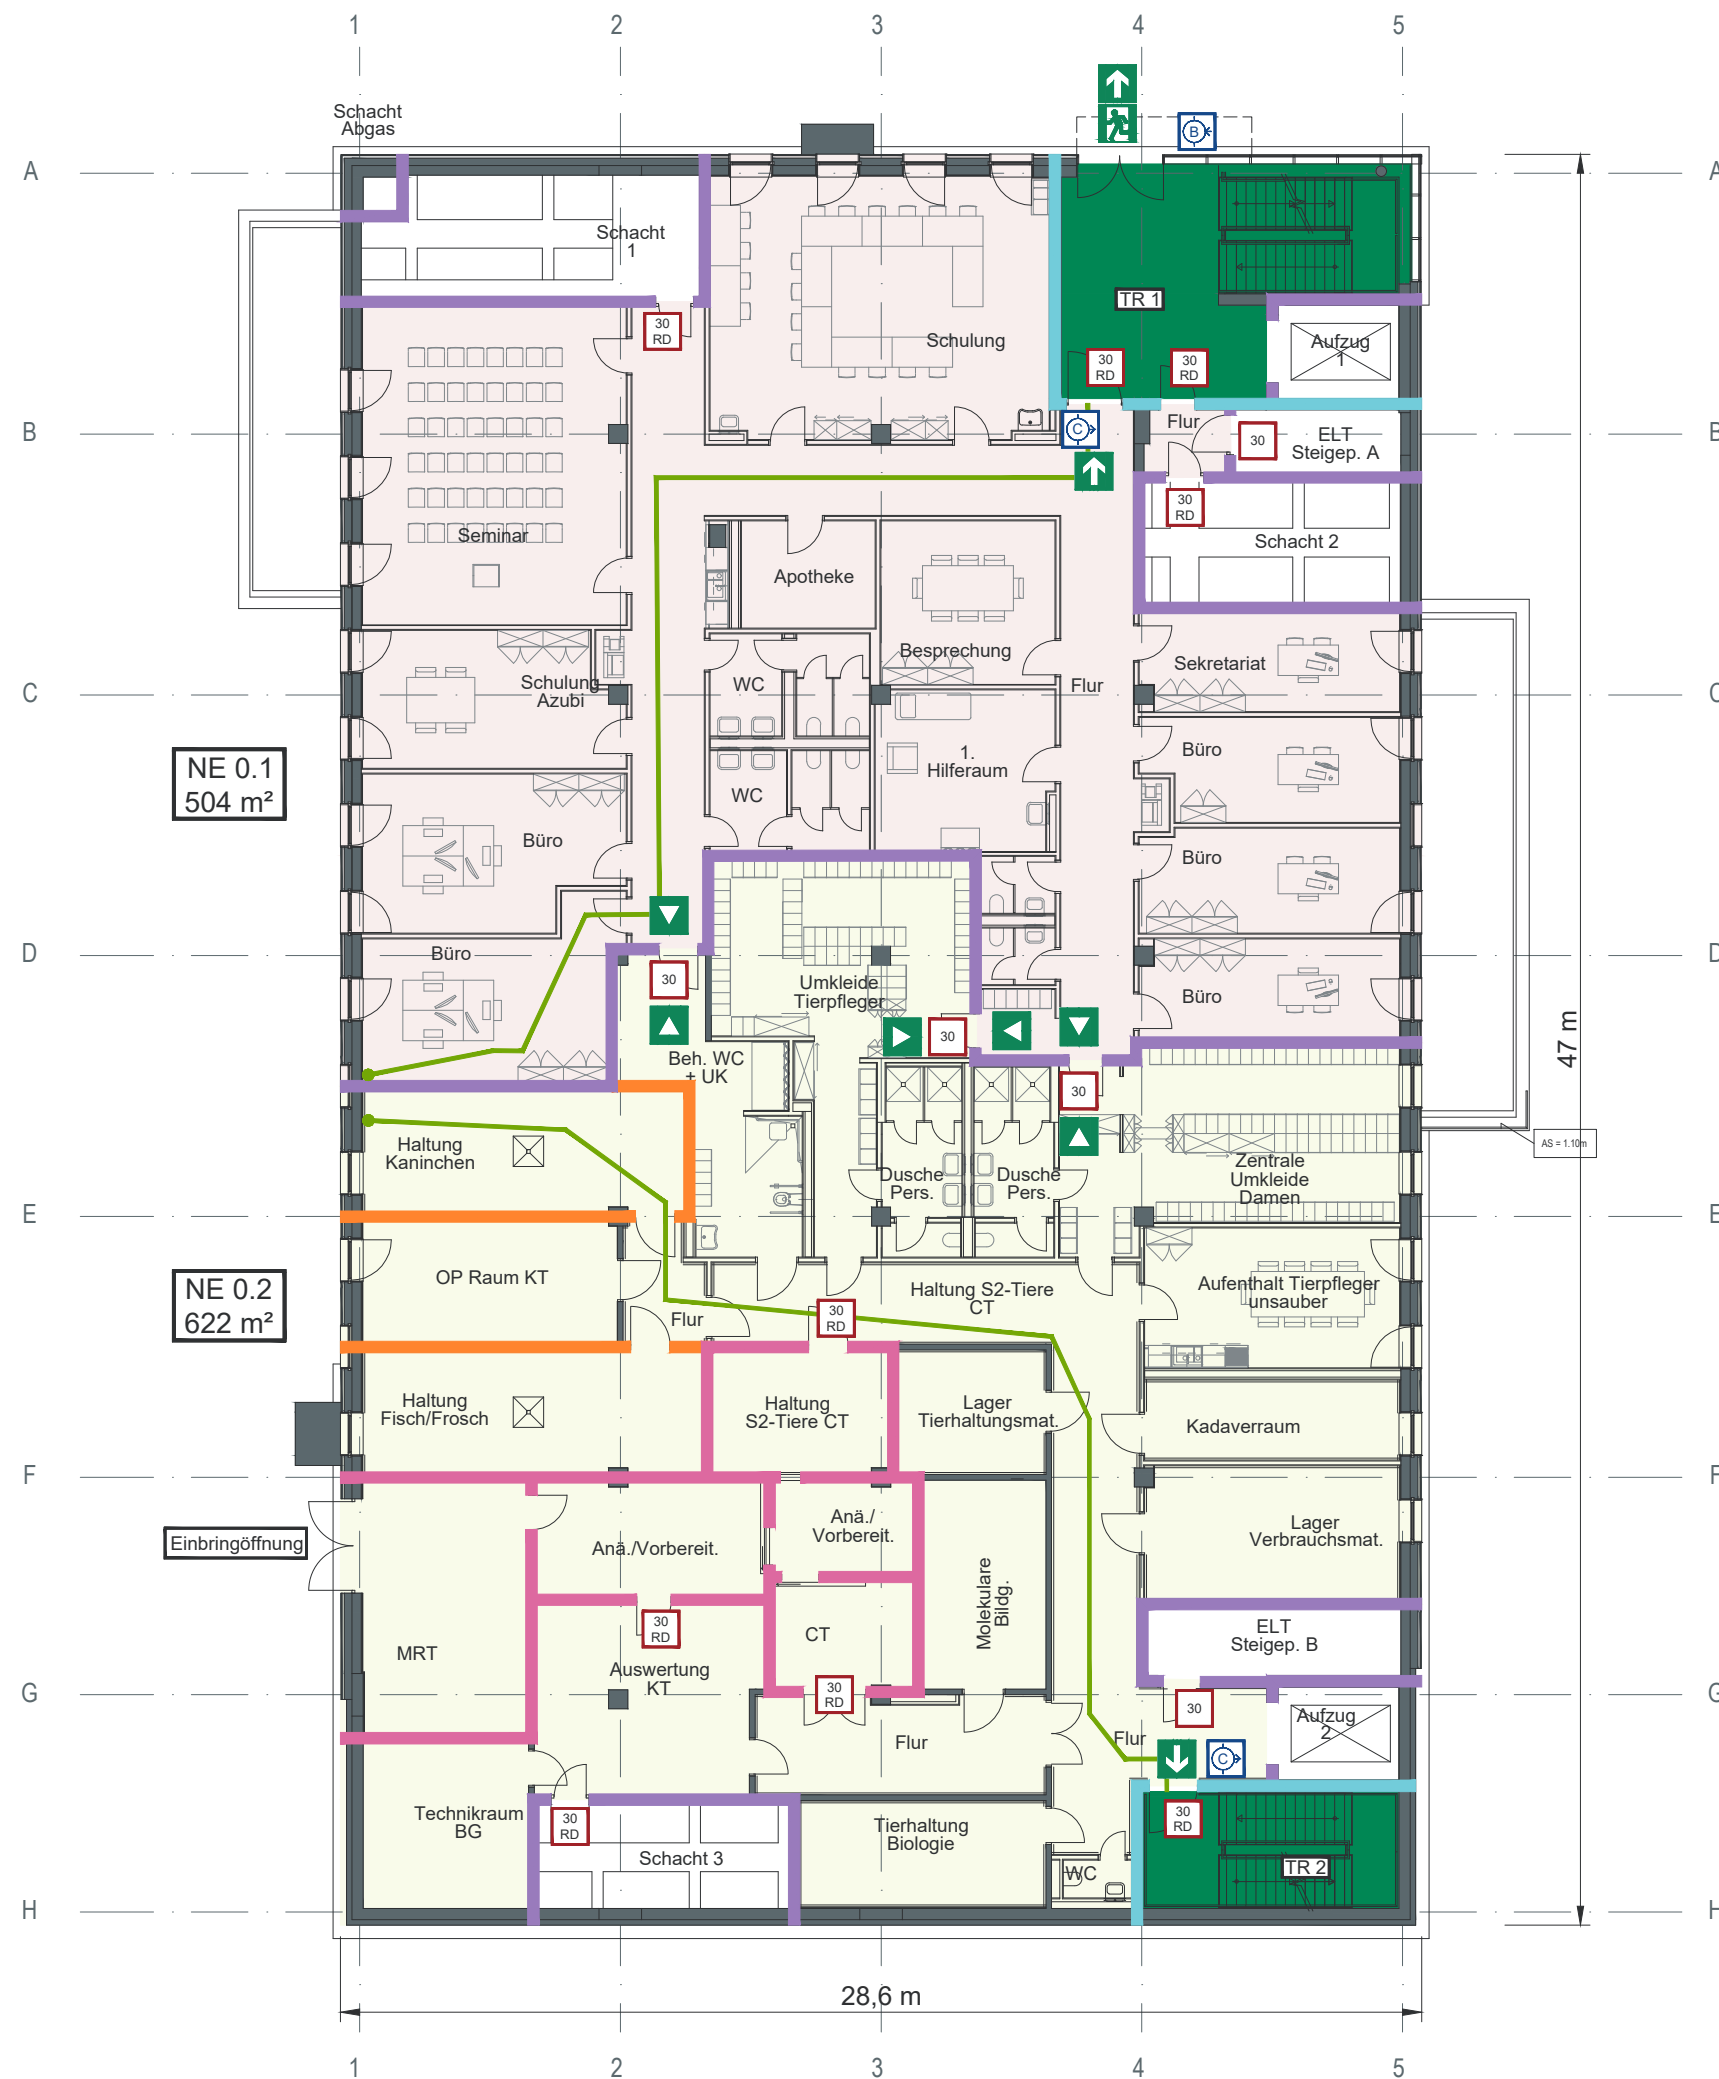 1 2 3 4 5
Schacht
Abgas
B
A A
Schacht
1
TR 1
30
RD
Schulung
Aufzug
1
30
RD
30
RD
C
Flur
B B
30
ELT
Steigep. A
30
RD
Seminar
Schacht 2
Apotheke
Besprechung
Sekretariat
WC
Schulung
Azubi
Flur
C C
NE 0.1
504 m²
1.
Hilferaum
Büro
WC
Büro
Büro
D D
Büro
30
Umkleide
Tierpfleger
Büro
30
47 m
Beh. WC
+ UK
30
AS = 1.10m
Haltung
Kaninchen
Dusche
Pers.
Dusche
Pers.
Zentrale
Umkleide
Damen
E E
OP Raum KT
Haltung S2-Tiere
CT
Aufenthalt Tierpfleger
unsauber
NE 0.2
622 m²
Flur
30
RD
Haltung
Fisch/Frosch
Haltung
S2-Tiere CT
Lager
Tierhaltungsmat.
Kadaverraum
F F
Einbringöffnung
Anä./Vorbereit.
Anä./
Vorbereit.
Lager
Verbrauchsmat.
Molekulare
Bildg.
30
RD
CT
ELT
Steigep. B
MRT
Auswertung
KT
G G
30
RD
30
Aufzug
2
Flur
Flur
C
Technikraum
BG
30
RD
Tierhaltung
Biologie
30
RD
Schacht 3
WC
TR 2
H H
28,6 m
1 2 3 4 5